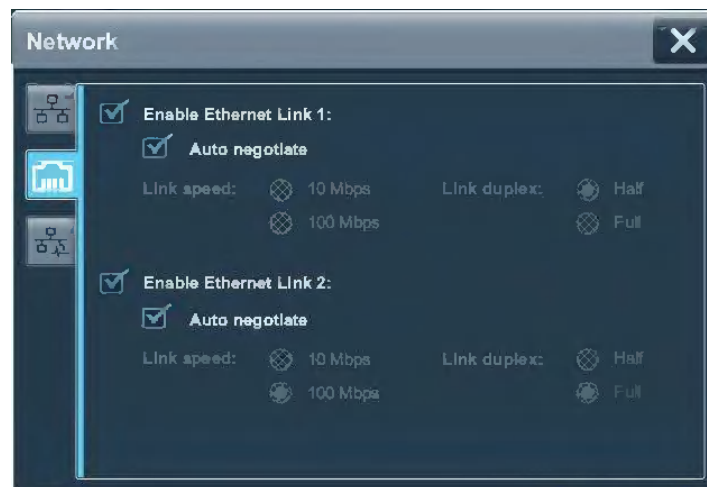 Network
Enable Ethernet Link 1:
Auto negotiate
Link speed: 10 Mbps Link duplex: Half
100 Mbps Full
Enable Ethernet Link 2:
Auto negotiate
Link speed: 10 Mbps Link duplex: Half
100 Mbps Full